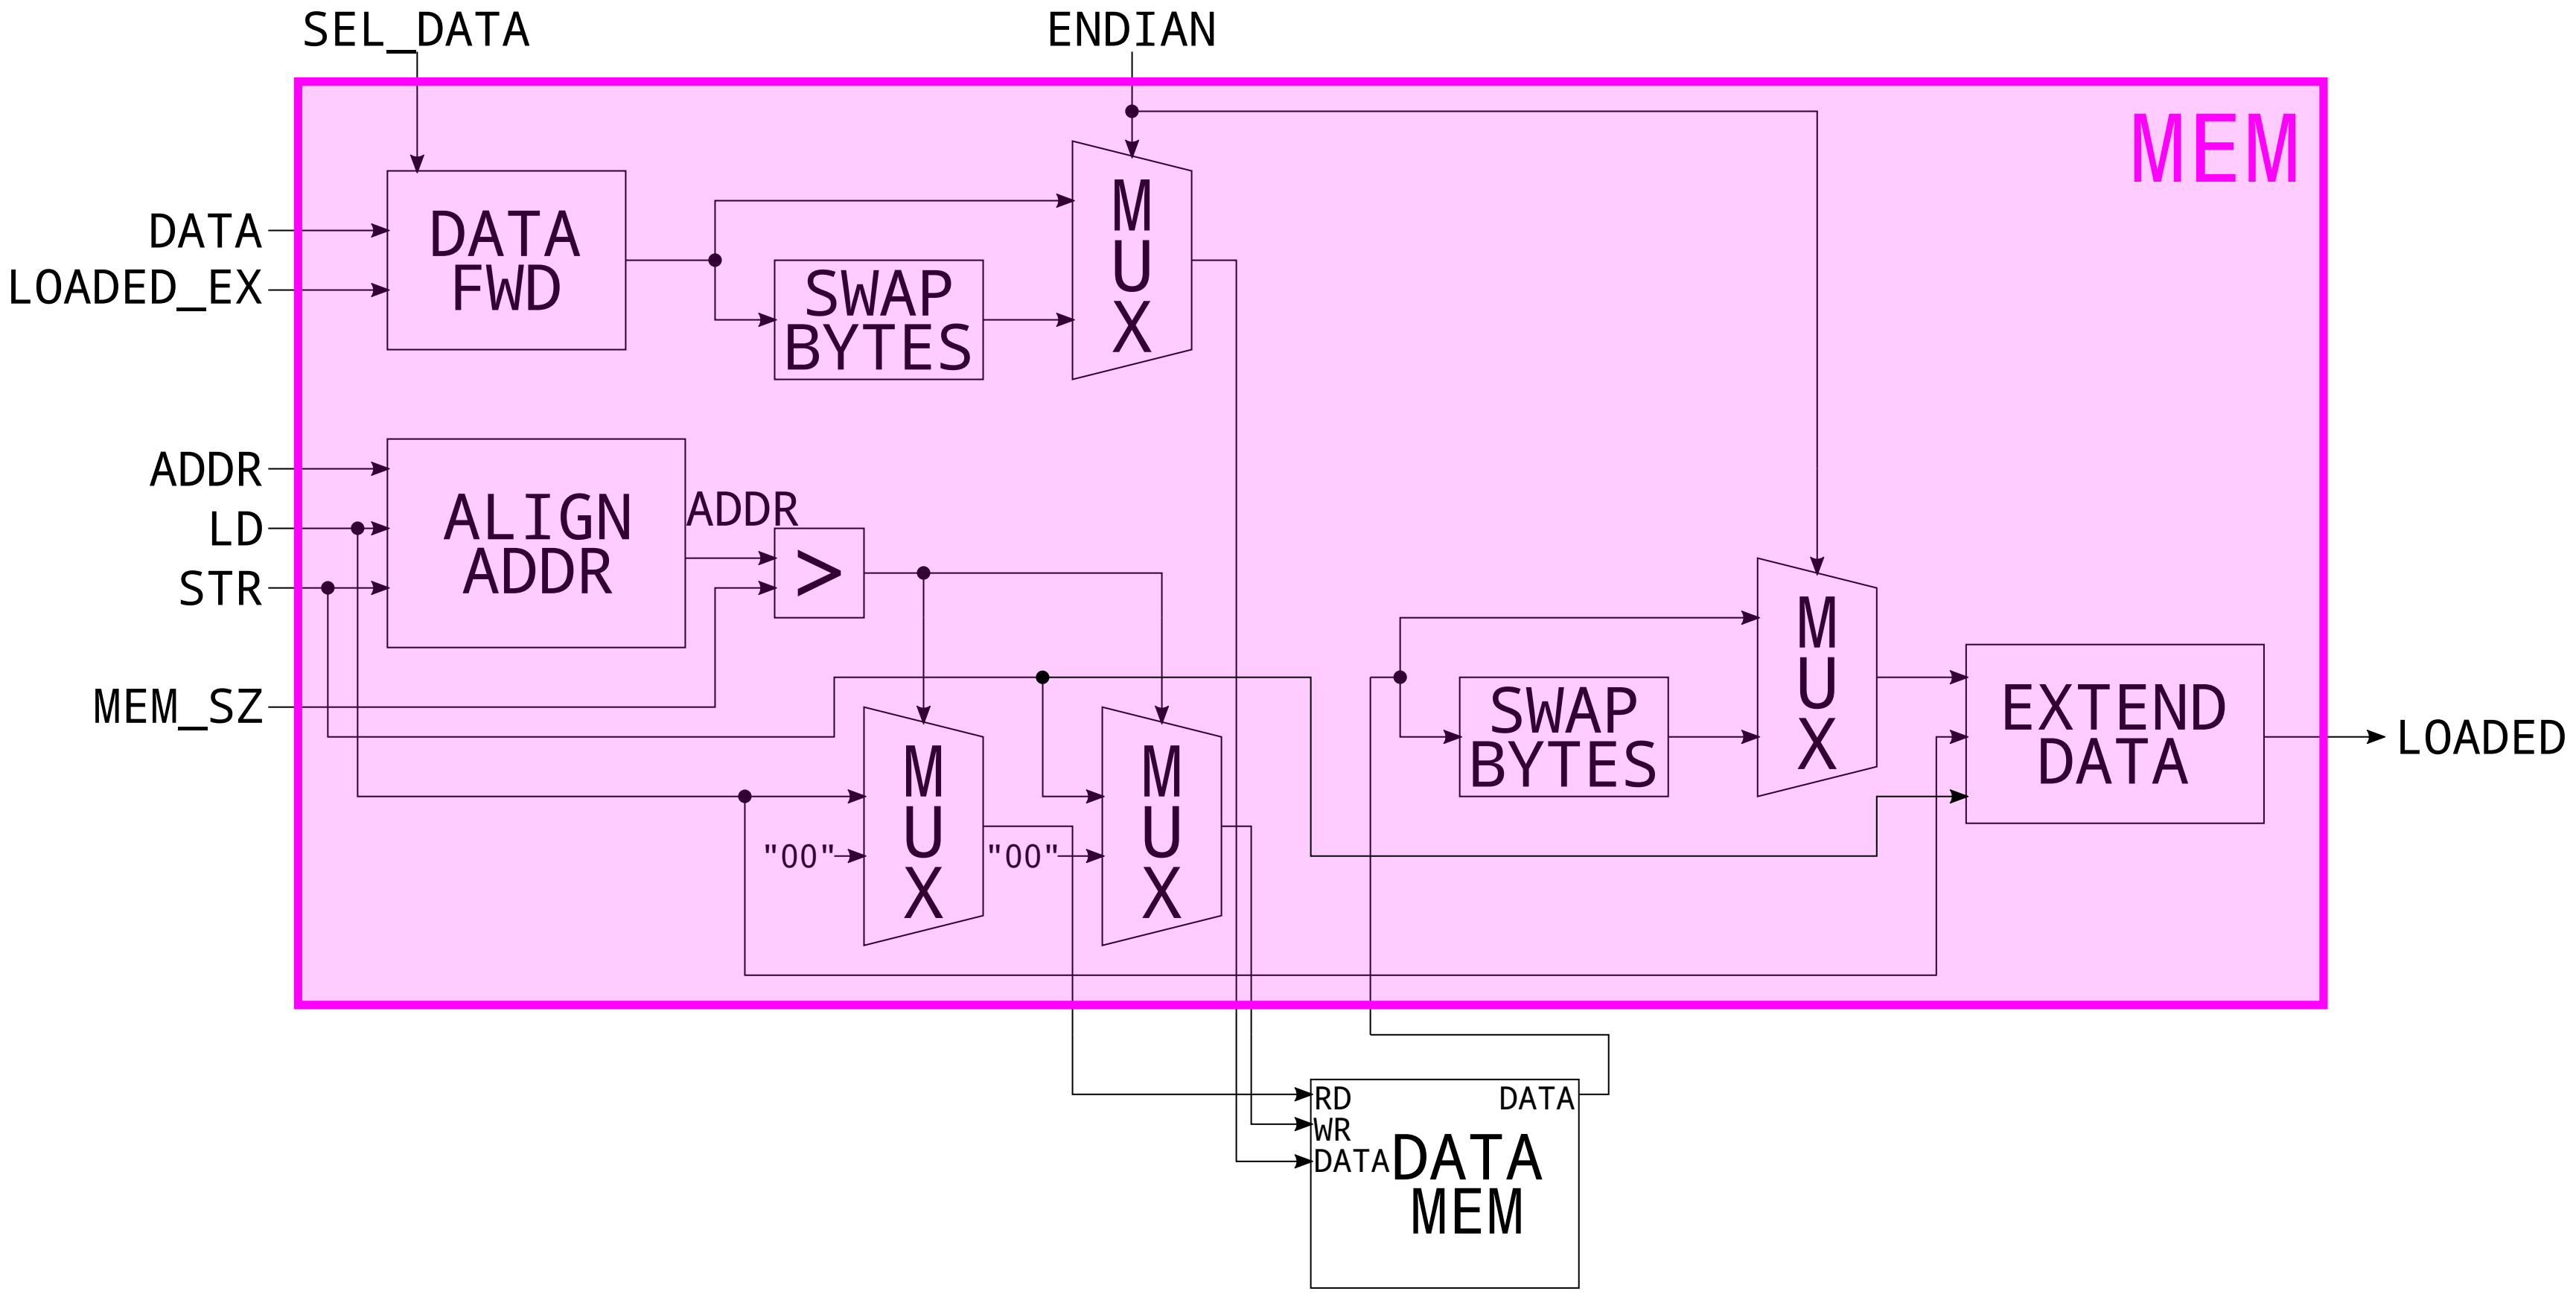 SEL_DATA
ENDIAN
MEM
DATA
LOADED_EX
DATA
FWD
SWAP
BYTES
M
U
X
ADDR
LD
STR
MEM_SZ
ALIGN
ADDR
ADDR
>
M
U
X
"00"
M
U
X
"00"
SWAP
BYTES
M
U
X
EXTEND
DATA
LOADED
RD
WR
DATA
DATA
DATA
MEM